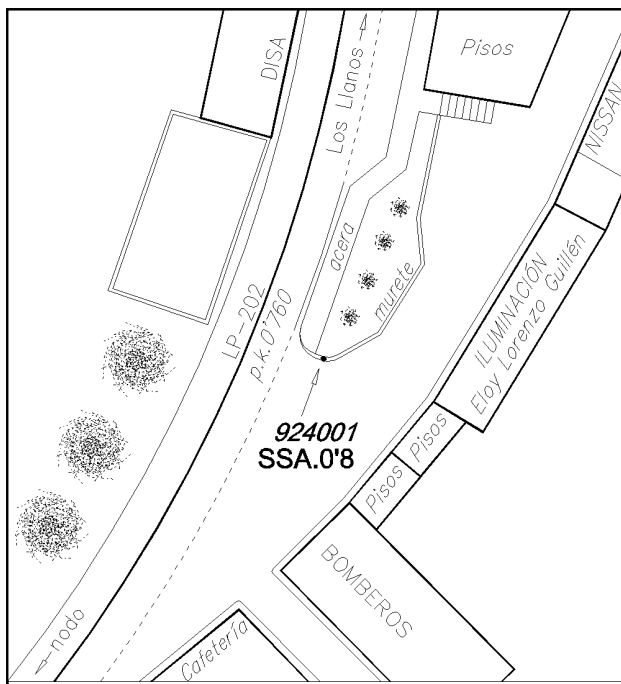 DISA
Los Llanos
Pisos
NISSAN
acera
murete
ILUMINACIÓN
Eloy Lorenzo Guillén
LP-202
p.k.0'760
924001
SSA.0'8
Pisos
Pisos
BOMBEROS
nodo
Cafetería